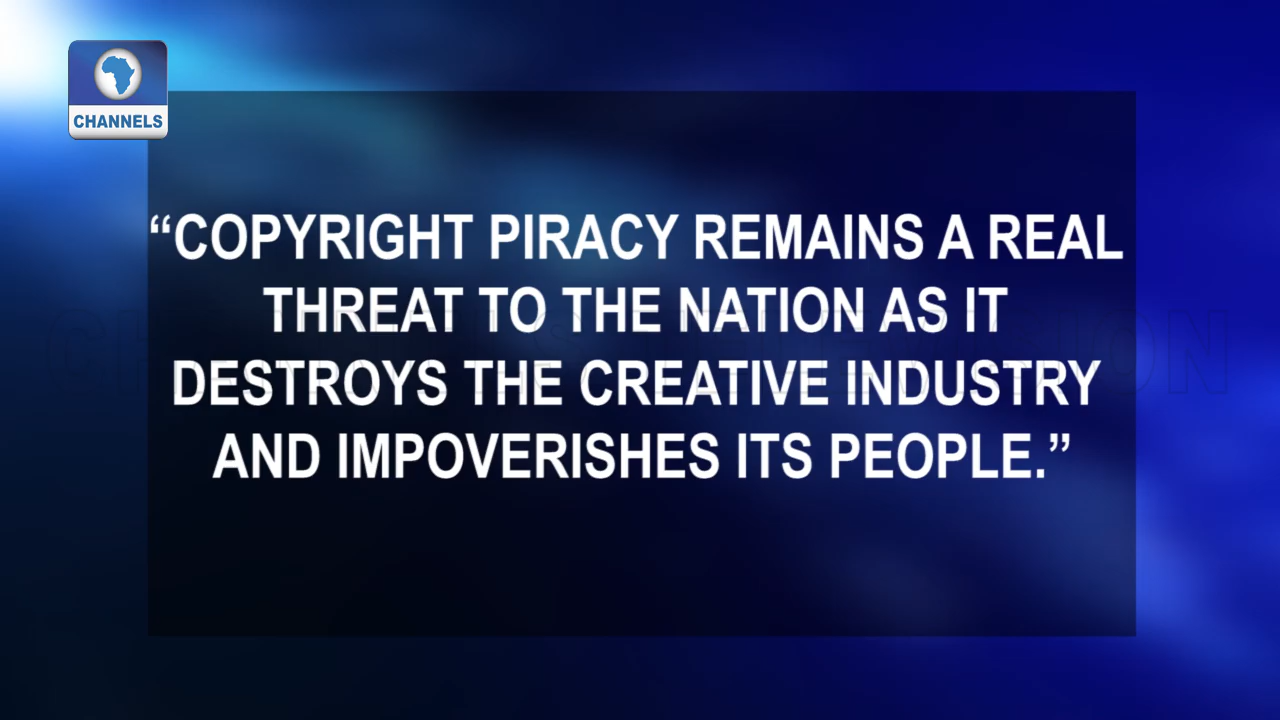 CHANNELS
“COPYRIGHT PIRACY REMAINS A REAL
THREAT TO THE NATION AS IT
DESTROYS THE CREATIVE INDUSTRY
AND IMPOVERISHES ITS PEOPLE.”